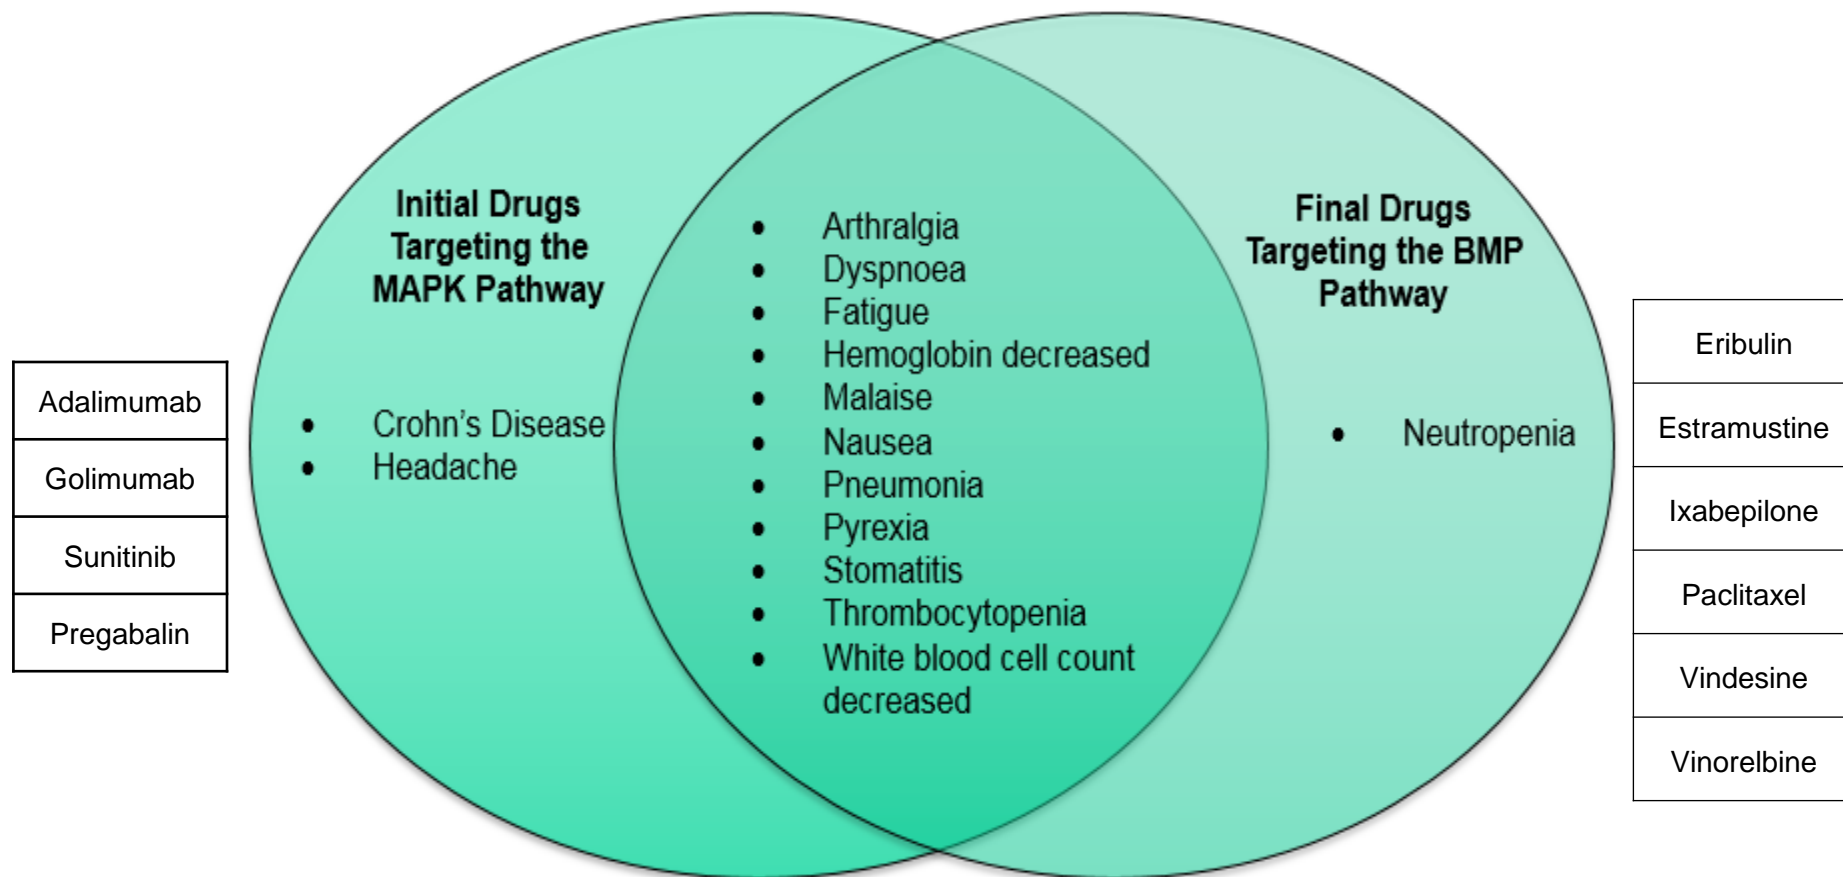 Adalimumab
Golimumab
Sunitinib
Pregabalin
Initial Drugs
Targeting the
MAPK Pathway
• Crohn's Disease
• Headache
• Arthralgia
• Dyspnoea
• Fatigue
• Hemoglobin decreased
• Malaise
• Nausea
• Pneumonia
• Pyrexia
• Stomatitis
• Thrombocytopenia
• White blood cell count
decreased
Final Drugs
Targeting the BMP
Pathway
• Neutropenia
Eribulin
Estramustine
Ixabepilone
Paclitaxel
Vindesine
Vinorelbine